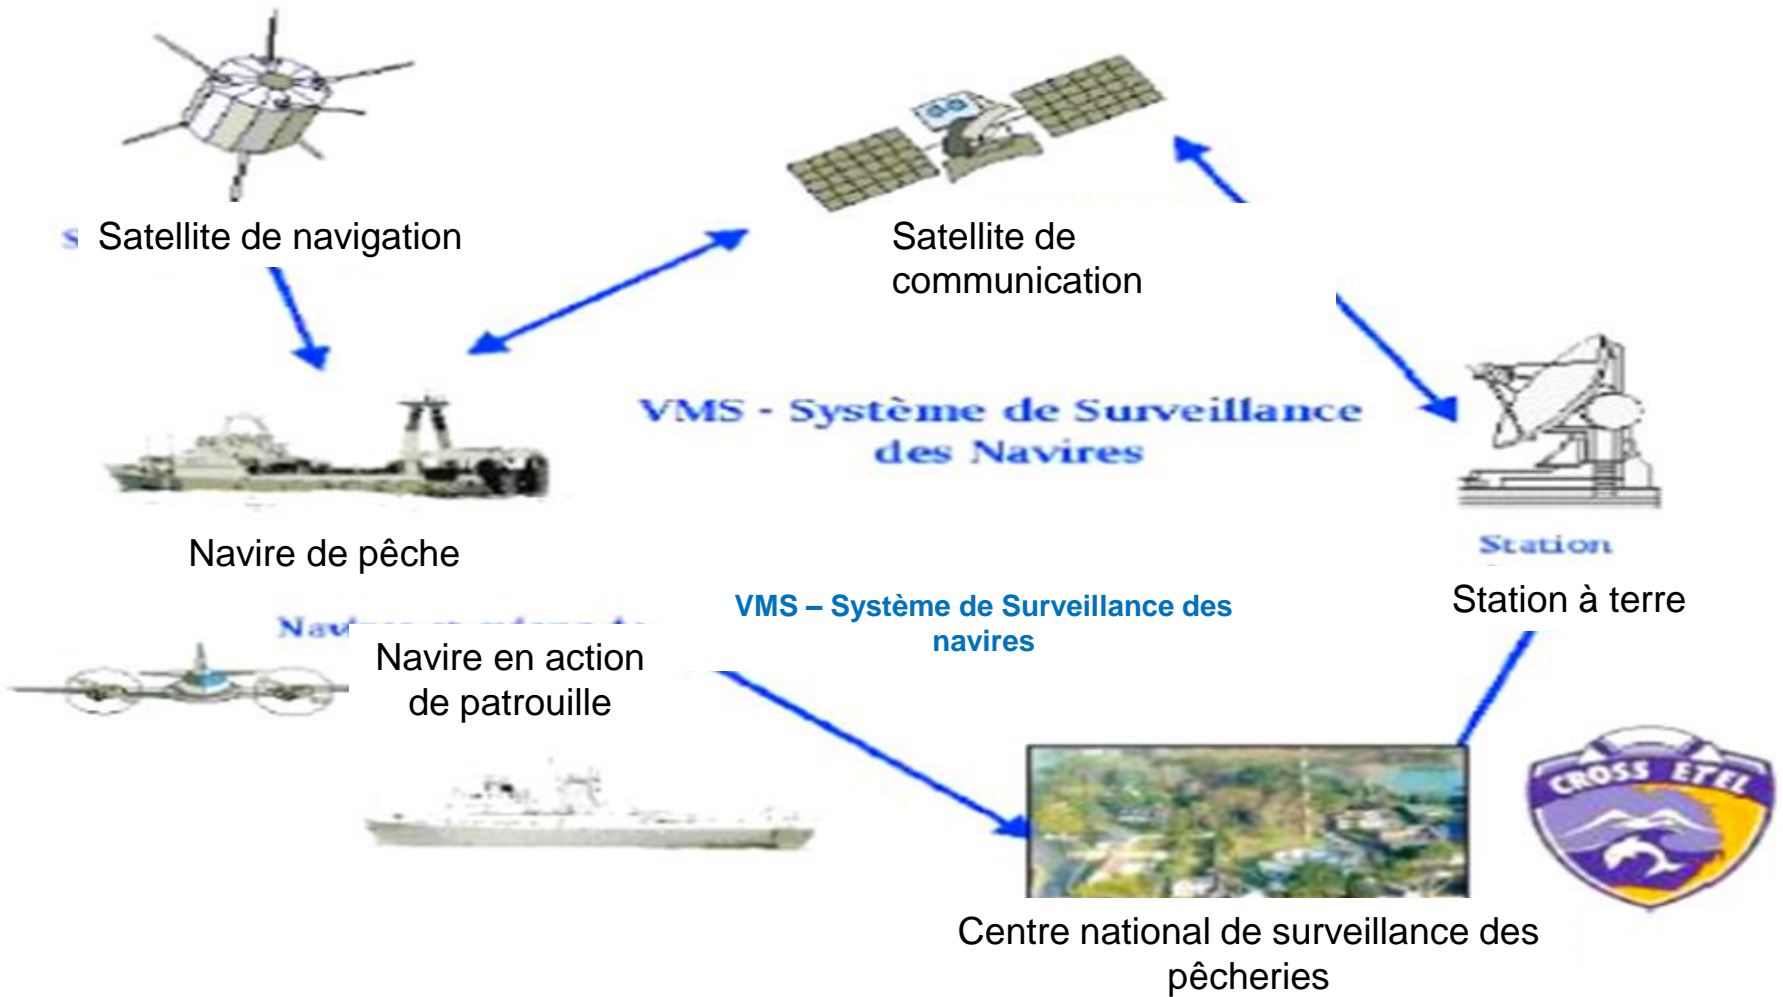 Satellite de navigation
Satellite de
communication
VMS - Système de Surveillance
des Navires
Navire de pêche
Station
Station à terre
VMS – Système de Surveillance des
navires
Navire en action
de patrouille
CROSS ETEL
Centre national de surveillance des
pêcheries